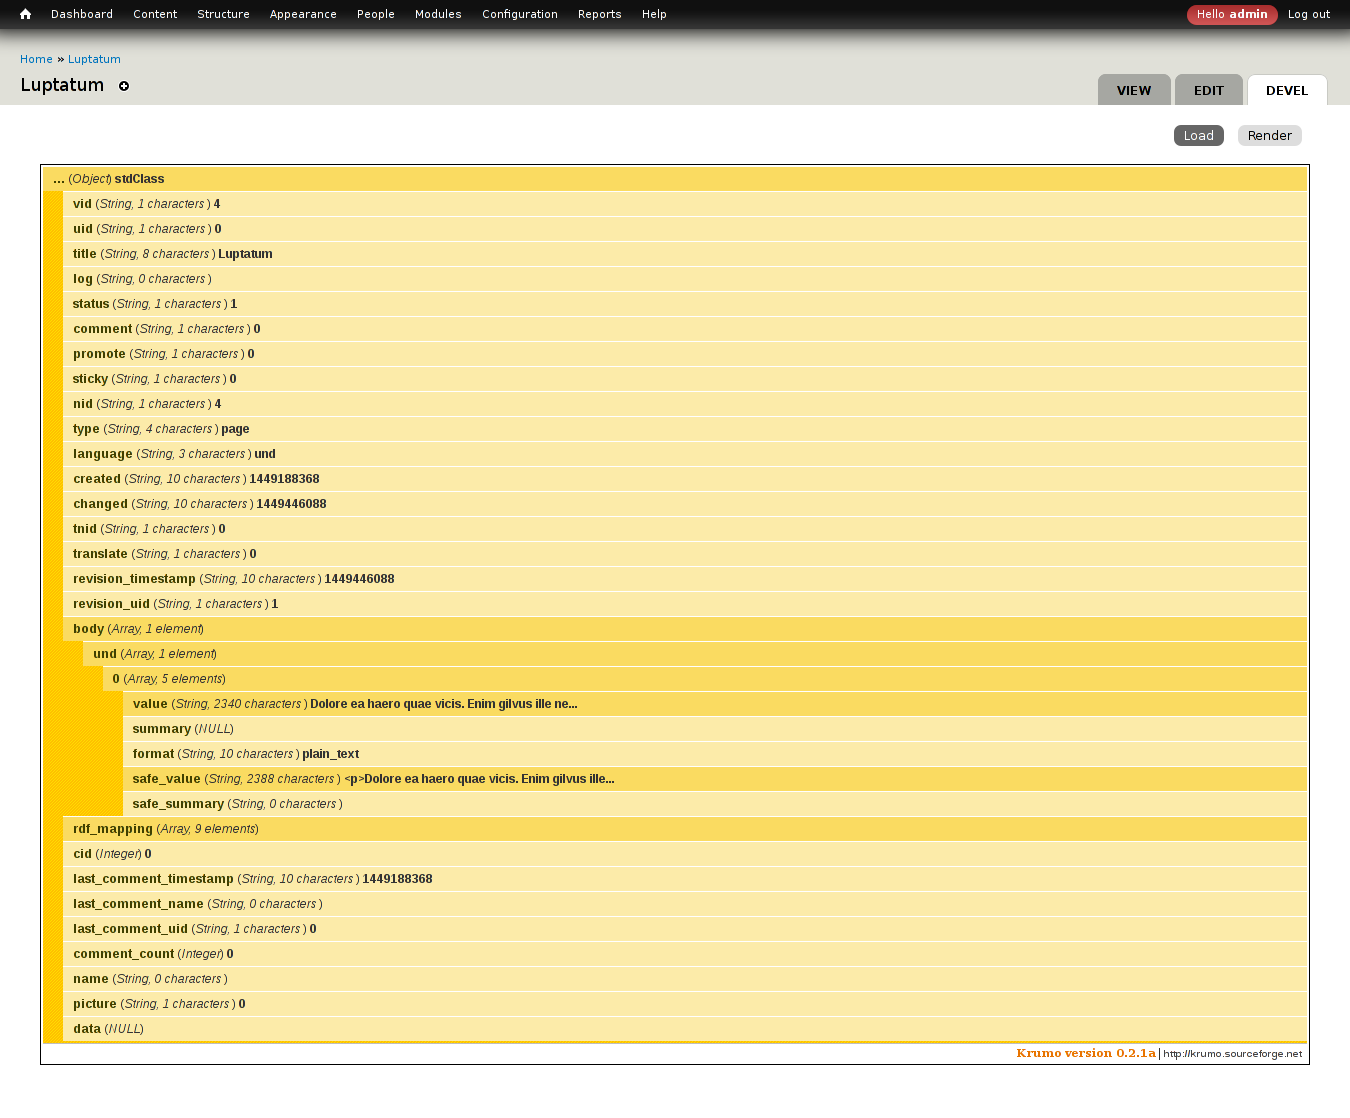 Dashboard Content Structure Appearance People Modules Configuration Reports Help Hello admin Log out
Home » Luptatum
Luptatum
VIEW EDIT DEVEL
Load Render
... (Object) stdClass
vid (String, 1 characters ) 4
uid (String, 1 characters ) 0
title (String, 8 characters ) Luptatum
log (String, 0 characters )
status (String, 1 characters ) 1
comment (String, 1 characters ) 0
promote (String, 1 characters ) 0
sticky (String, 1 characters ) 0
nid (String, 1 characters ) 4
type (String, 4 characters ) page
language (String, 3 characters ) und
created (String, 10 characters ) 1449188368
changed (String, 10 characters ) 1449446088
tnid (String, 1 characters ) 0
translate (String, 1 characters ) 0
revision_timestamp (String, 10 characters ) 1449446088
revision_uid (String, 1 characters ) 1
body (Array, 1 element)
und (Array, 1 element)
0 (Array, 5 elements)
value (String, 2340 characters ) Dolore ea haero quae vicis. Enim gilvus ille ne...
summary (NULL)
format (String, 10 characters ) plain_text
safe_value (String, 2388 characters ) <p>Dolore ea haero quae vicis. Enim gilvus ille...
safe_summary (String, 0 characters )
rdf_mapping (Array, 9 elements)
cid (Integer) 0
last_comment_timestamp (String, 10 characters ) 1449188368
last_comment_name (String, 0 characters )
last_comment_uid (String, 1 characters ) 0
comment_count (Integer) 0
name (String, 0 characters )
picture (String, 1 characters ) 0
data (NULL)
Krumo version 0.2.1a | http://krumo.sourceforge.net